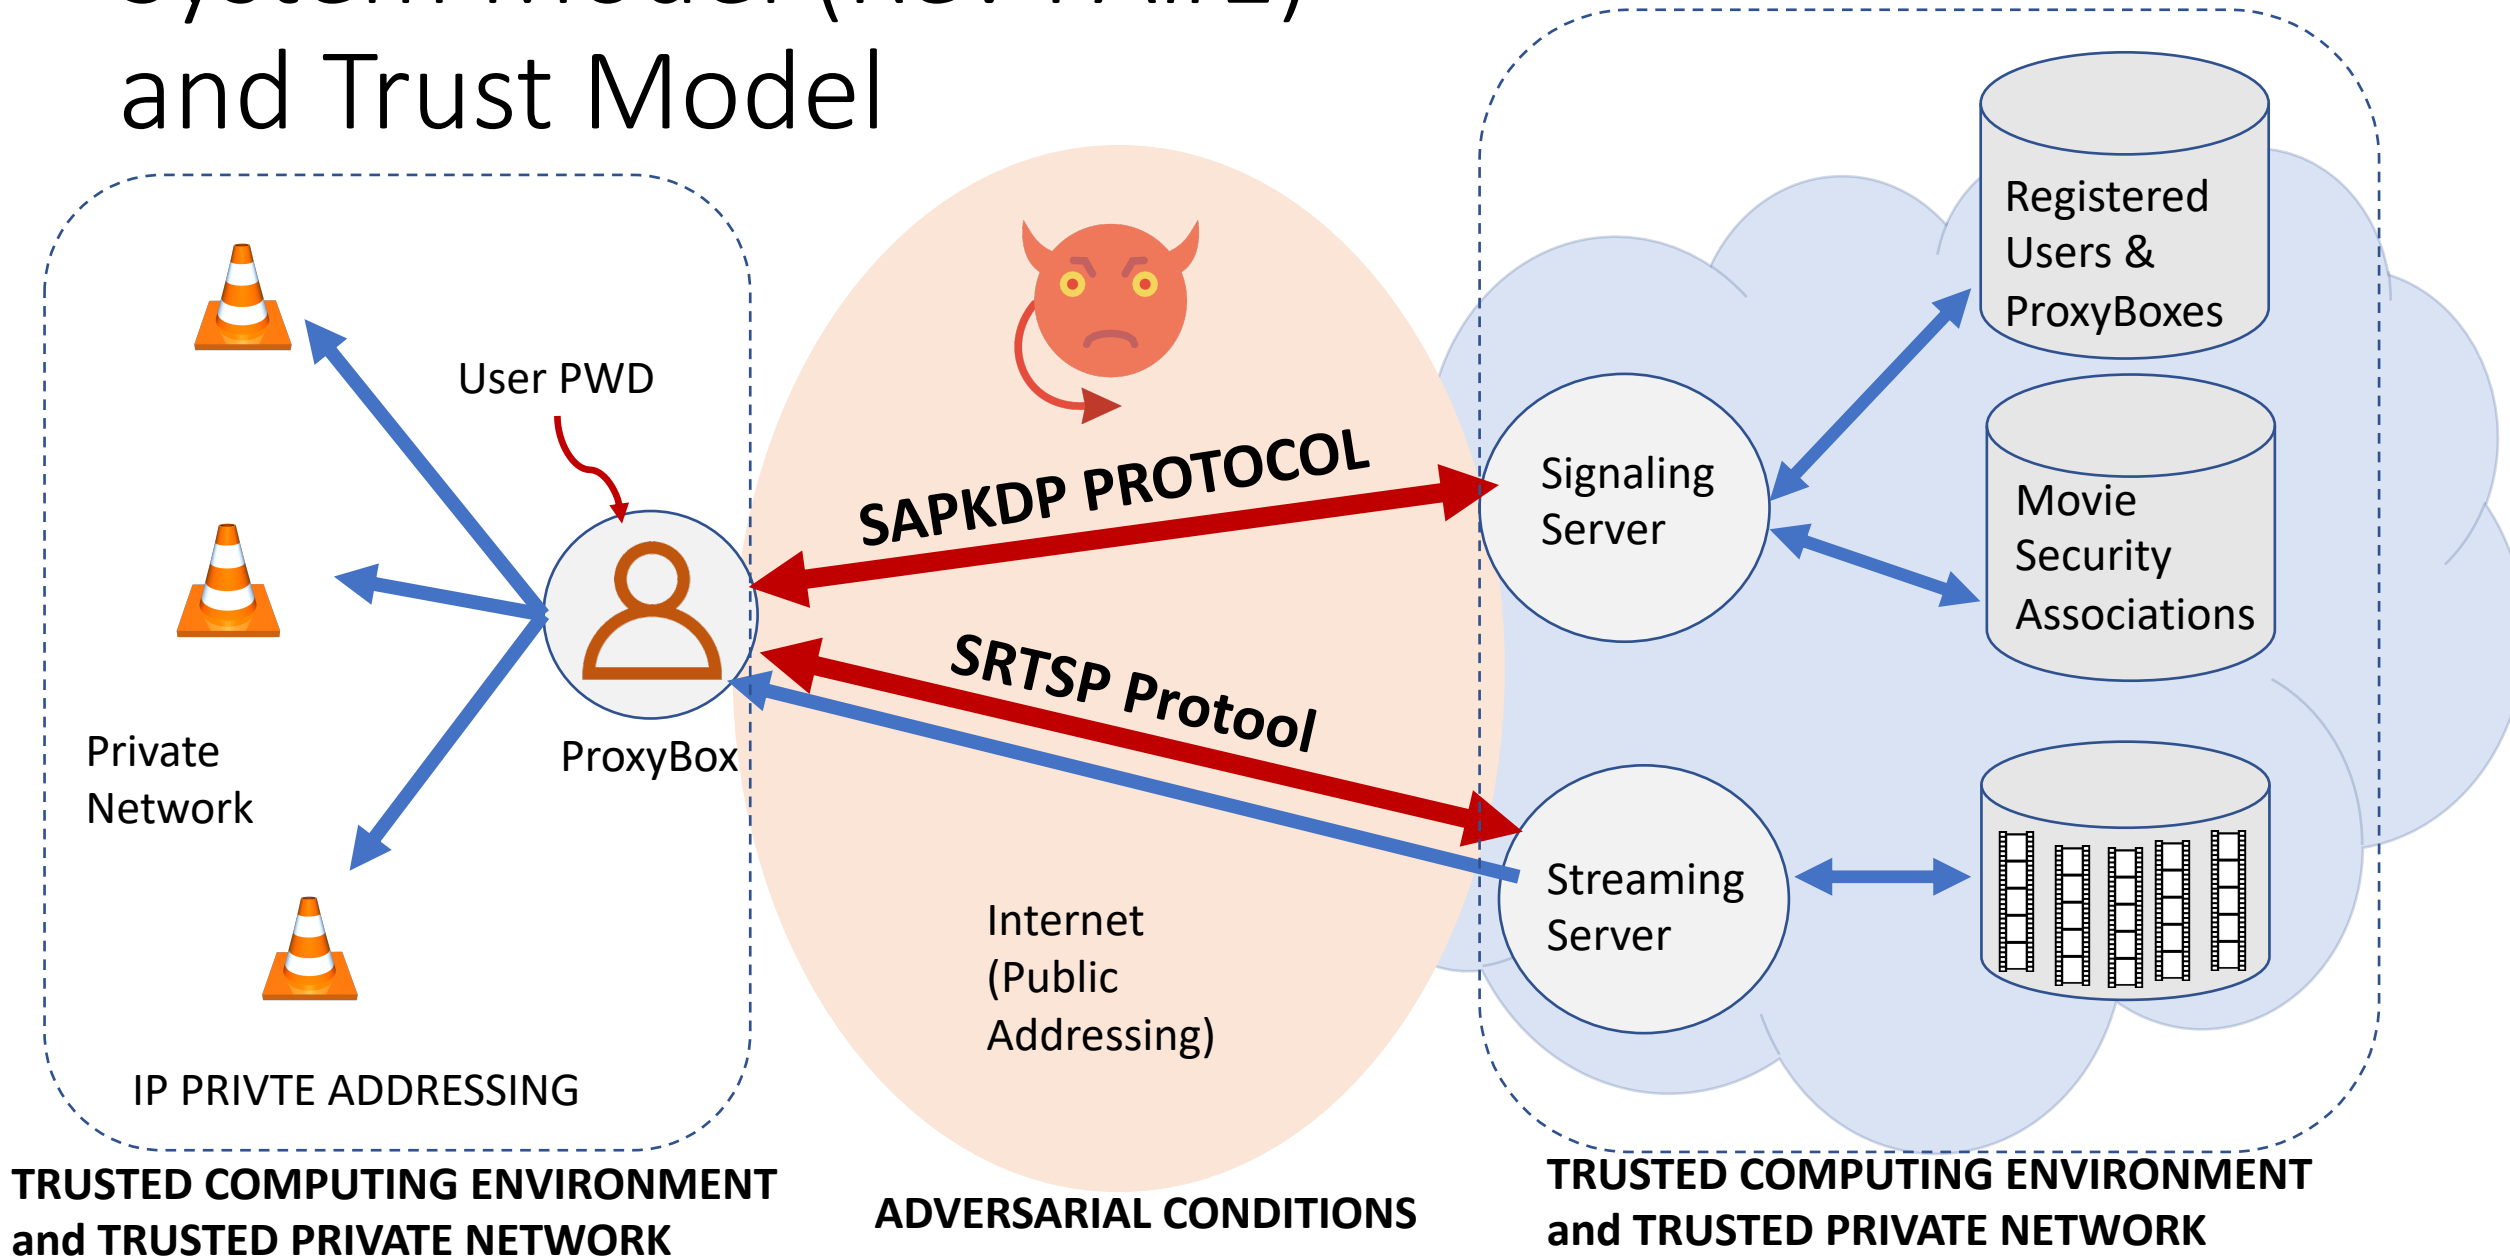 and Trust Model
Registered
Users &
ProxyBoxes
User PWD
SAPKDP PROTOCOL
Signaling
Server
Movie
Security
Associations
SRTSP Protool
Private
Network
ProxyBox
Streaming
Server
Internet
(Public
Addressing)
IP PRIVTE ADDRESSING
TRUSTED COMPUTING ENVIRONMENT
and TRUSTED PRIVATE NETWORK
ADVERSARIAL CONDITIONS
TRUSTED COMPUTING ENVIRONMENT
and TRUSTED PRIVATE NETWORK